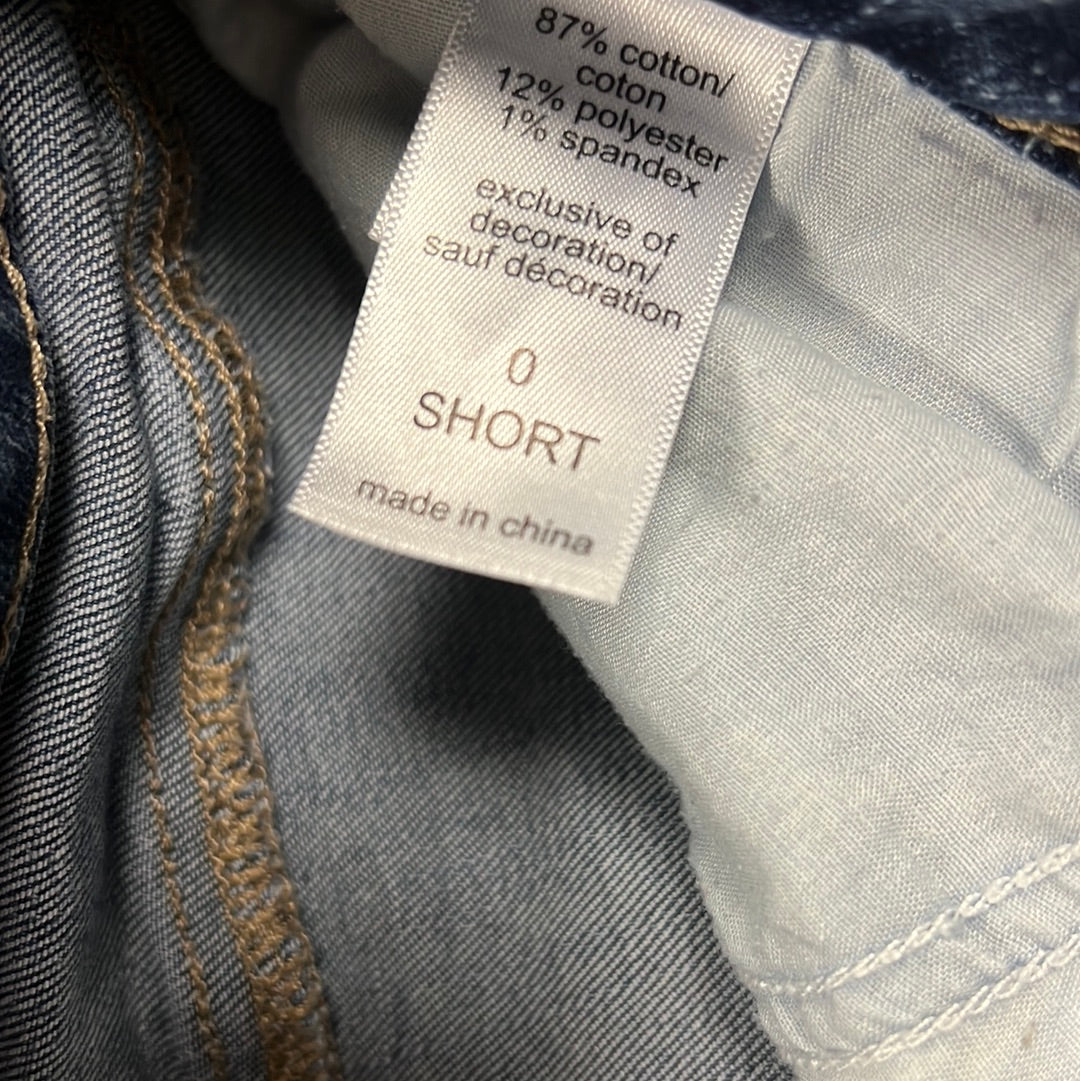 87% cotton/
coton
12% polyester
1% spandex
exclusive of
decoration/
sauf décoration
0
SHORT
made in china